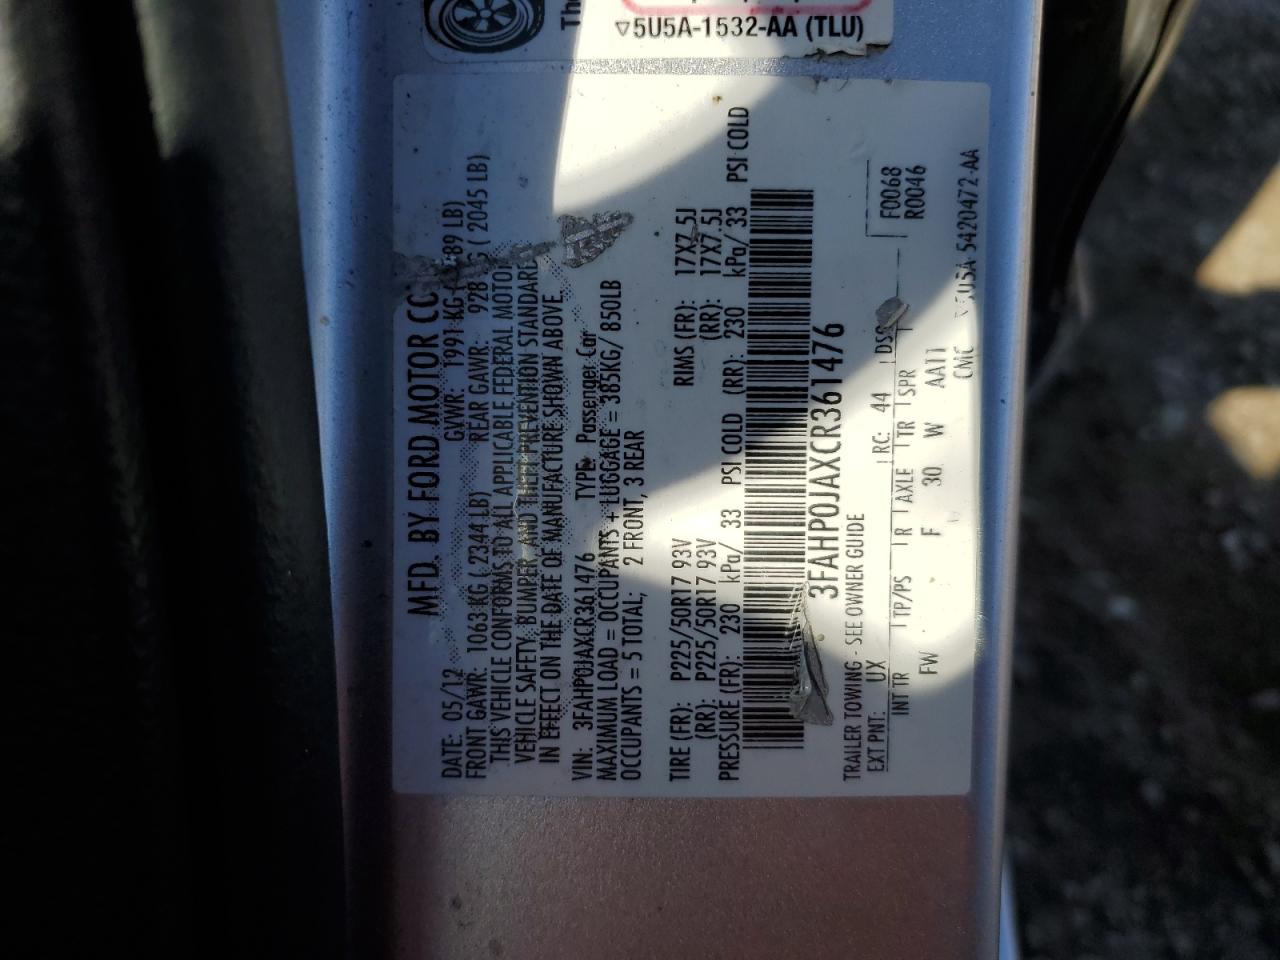 The
▽5U5A-1532-AA (TLU)
MFD. BY FORD MOTOR CO
DATE: 05/12 GVWR: 1991 KG 89 LB)
FRONT GAWR: 1063 KG ( 2344 LB) REAR GAWR: 928 G ( 2045 LB)
THIS VEHICLE CONFORMS TO ALL APPLICABLE FEDERAL MOTOR
VEHICLE SAFETY, BUMPER, AND THEFT PREVENTION STANDARD
IN EFFECT ON THE DATE OF MANUFACTURE SHOWN ABOVE.
VIN: 3FAHP0JAXCR361476 TYPE: Passenger Car
MAXIMUM LOAD = OCCUPANTS + LUGGAGE = 385KG/ 850LB
OCCUPANTS = 5 TOTAL; 2 FRONT, 3 REAR
TIRE (FR): P225/50R17 93V RIMS (FR): 17X7.5J
(RR): P225/50R17 93V (RR): 17X7.5J
PRESSURE (FR): 230 kPa/ 33 PSI COLD (RR): 230 kPa/ 33 PSI COLD
3FAHP0JAXCR361476
TRAILER TOWING - SEE OWNER GUIDE
EXT PNT: UX RC: 44 DSO F0068
INT TR TP/PS R AXLE TR SPR R0046
FW F 30 W AA11
CMC 5U5A 5420472-AA